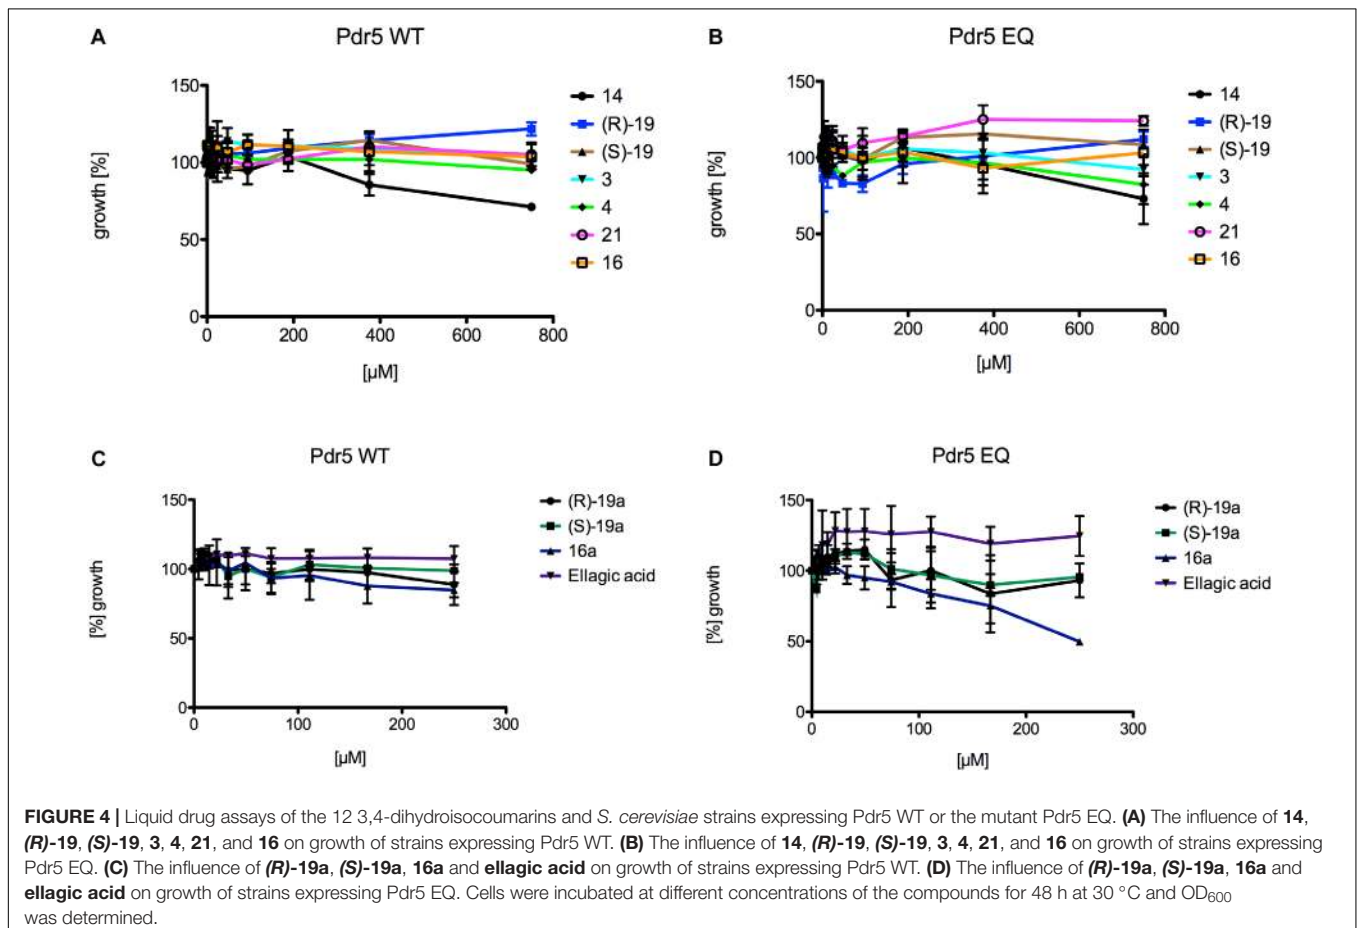 A
Pdr5 WT
150
100
50
0
growth [%]
0
200
400
600
800
[µM]
14
(R)-19
(S)-19
3
4
21
16
B
Pdr5 EQ
150
100
50
0
growth [%]
0
200
400
600
800
[µM]
14
(R)-19
(S)-19
3
4
21
16
C
Pdr5 WT
150
100
50
0
[%] growth
0
100
200
300
[µM]
(R)-19a
(S)-19a
16a
Ellagic acid
D
Pdr5 EQ
150
100
50
0
[%] growth
0
100
200
300
[µM]
(R)-19a
(S)-19a
16a
Ellagic acid
FIGURE 4 | Liquid drug assays of the 12 3,4-dihydroisocoumarins and S. cerevisiae strains expressing Pdr5 WT or the mutant Pdr5 EQ. (A) The influence of 14,
(R)-19, (S)-19, 3, 4, 21, and 16 on growth of strains expressing Pdr5 WT. (B) The influence of 14, (R)-19, (S)-19, 3, 4, 21, and 16 on growth of strains expressing
Pdr5 EQ. (C) The influence of (R)-19a, (S)-19a, 16a and ellagic acid on growth of strains expressing Pdr5 WT. (D) The influence of (R)-19a, (S)-19a, 16a and
ellagic acid on growth of strains expressing Pdr5 EQ. Cells were incubated at different concentrations of the compounds for 48 h at 30 °C and OD600
was determined.